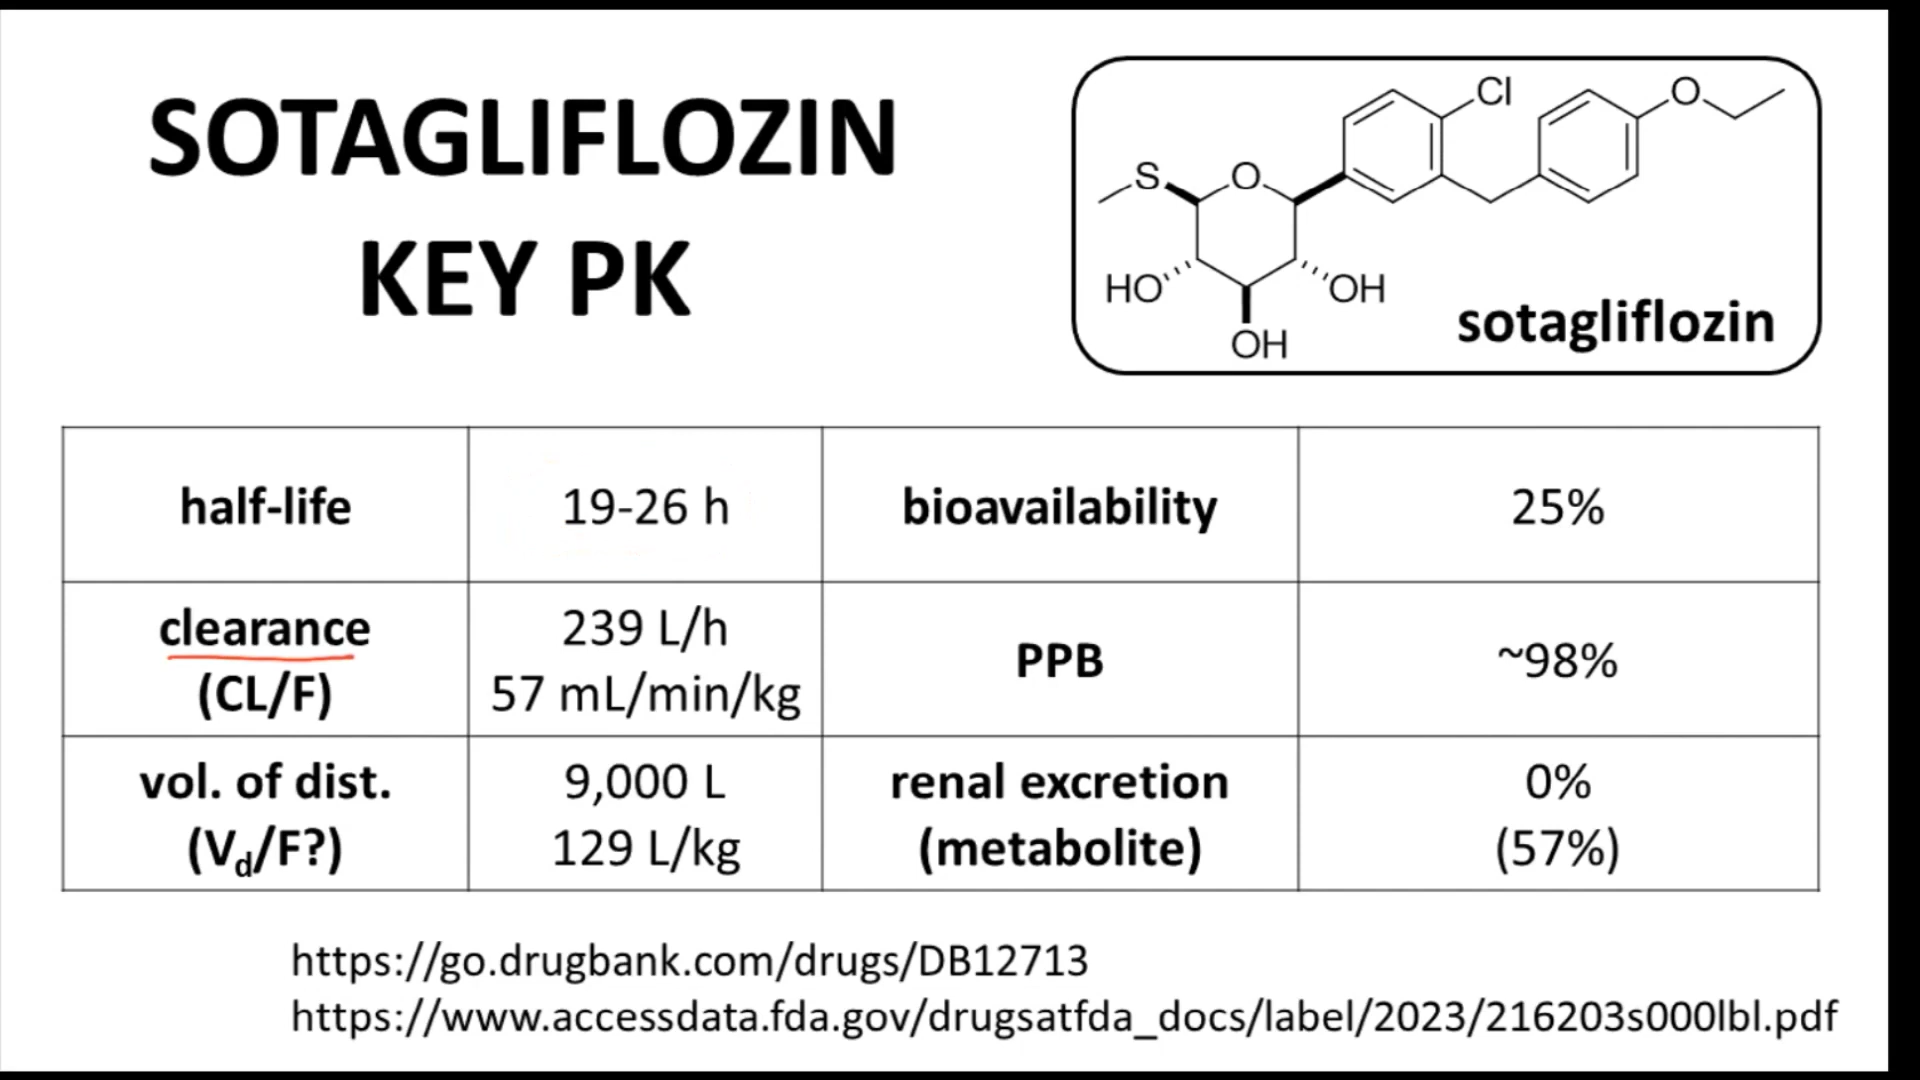 SOTAGLIFLOZIN
KEY PK
Cl
O
S
O
HO
OH
OH
sotagliflozin
half-life
19-26 h
bioavailability
25%
clearance
(CL/F)
239 L/h
57 mL/min/kg
PPB
~98%
vol. of dist.
(Vd/F?)
9,000 L
129 L/kg
renal excretion
(metabolite)
0%
(57%)
https://go.drugbank.com/drugs/DB12713
https://www.accessdata.fda.gov/drugsatfda_docs/label/2023/216203s000lbl.pdf